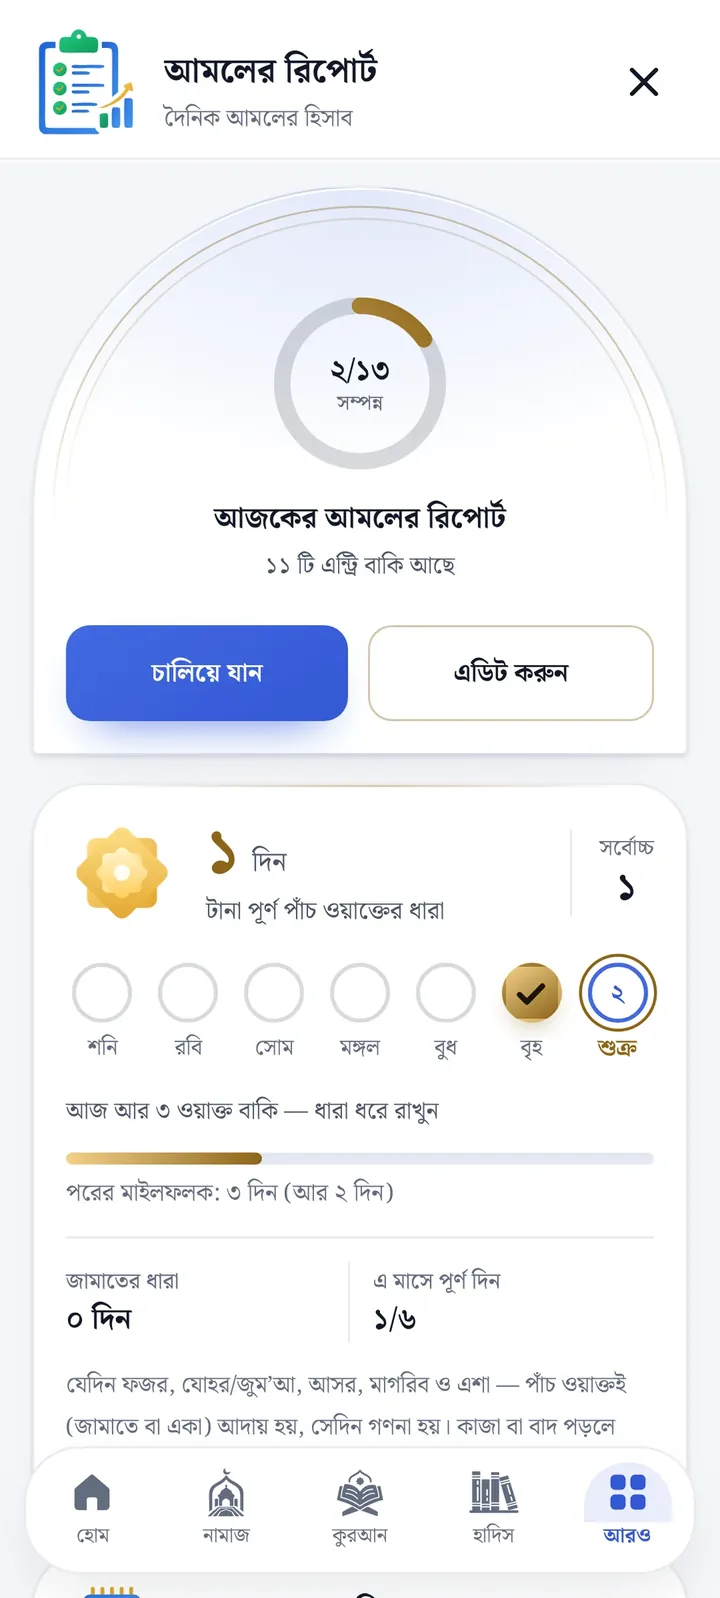 আমলের রিপোর্ট
দৈনিক আমলের হিসাব
২/১৩
সম্পন্ন
আজকের আমলের রিপোর্ট
১১ টি এন্ট্রি বাকি আছে
চালিয়ে যান
এডিট করুন
১ দিন
টানা পূর্ণ পাঁচ ওয়াক্তের ধারা
সর্বোচ্চ
১
২
শনি রবি সোম মঙ্গল বুধ বৃহ শুক্র
আজ আর ৩ ওয়াক্ত বাকি — ধারা ধরে রাখুন
পরের মাইলফলক: ৩ দিন (আর ২ দিন)
জামাতের ধারা
০ দিন
এ মাসে পূর্ণ দিন
১/৬
যেদিন ফজর, যোহর/জুম’আ, আসর, মাগরিব ও এশা — পাঁচ ওয়াক্তই
(জামাতে বা একা) আদায় হয়, সেদিন গণনা হয়। কাজা বা বাদ পড়লে
হোম নামাজ কুরআন হাদিস আরও